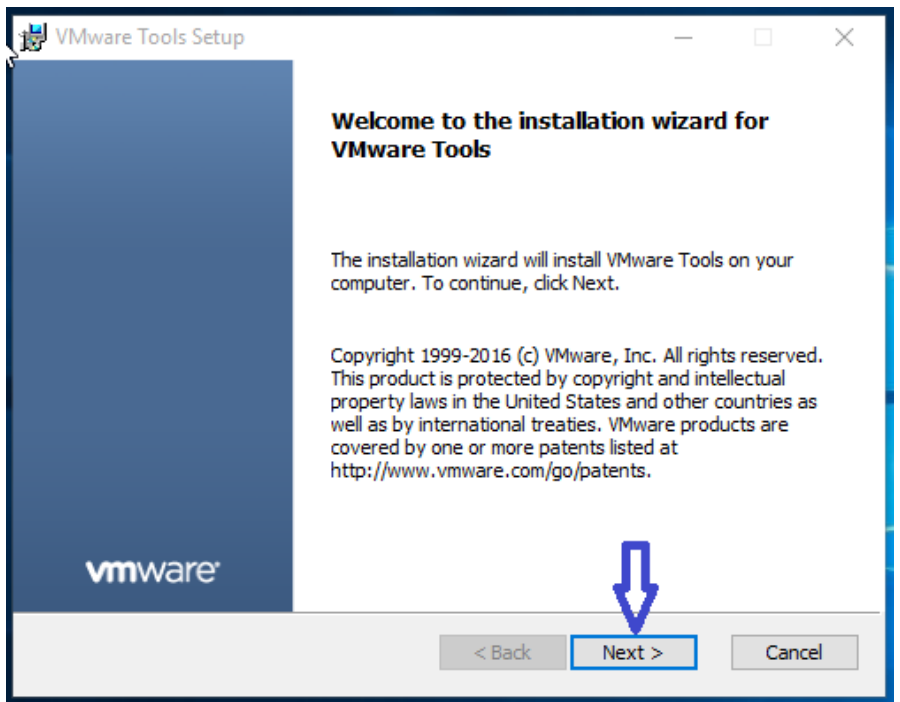 VMware Tools Setup
Welcome to the installation wizard for
VMware Tools
The installation wizard will install VMware Tools on your
computer. To continue, click Next.
Copyright 1999-2016 (c) VMware, Inc. All rights reserved.
This product is protected by copyright and intellectual
property laws in the United States and other countries as
well as by international treaties. VMware products are
covered by one or more patents listed at
http://www.vmware.com/go/patents.
vmware®
< Back Next > Cancel